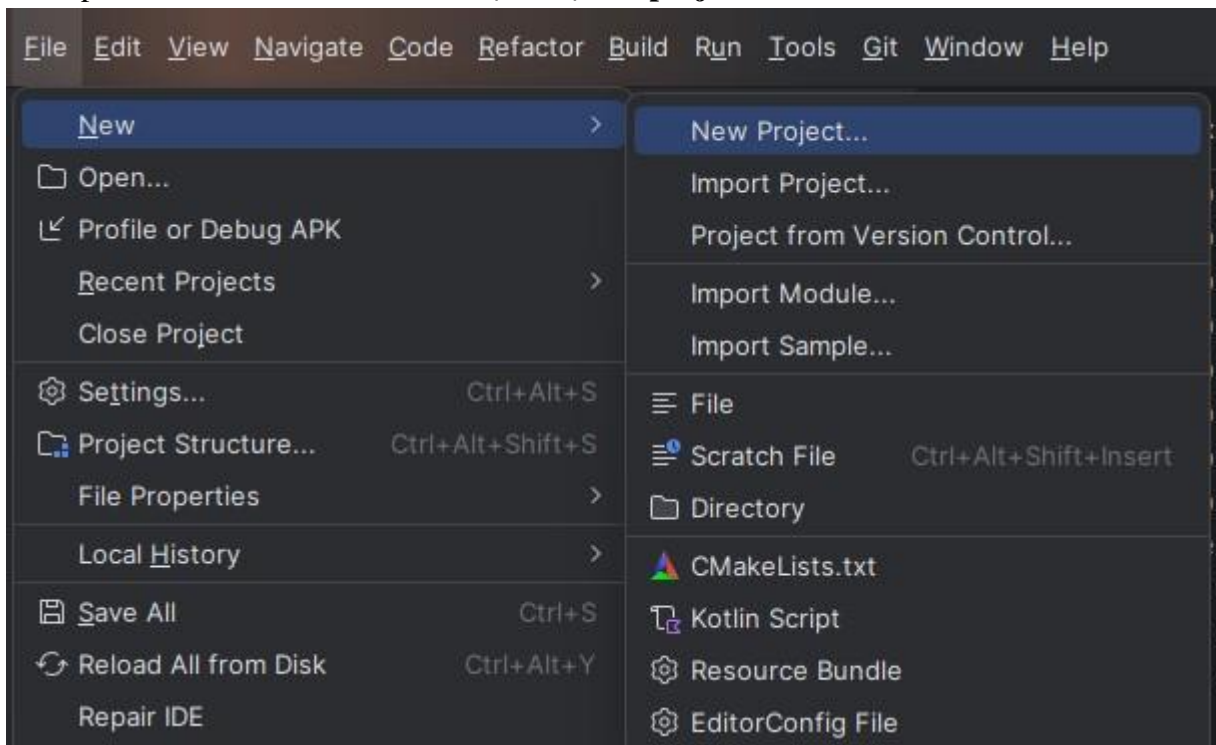 File Edit View Navigate Code Refactor Build Run Tools Git Window Help
New
Open...
Profile or Debug APK
Recent Projects
Close Project
Settings... Ctrl+Alt+S
Project Structure... Ctrl+Alt+Shift+S
File Properties
Local History
Save All Ctrl+S
Reload All from Disk Ctrl+Alt+Y
Repair IDE
New Project...
Import Project...
Project from Version Control...
Import Module...
Import Sample...
File
Scratch File Ctrl+Alt+Shift+Insert
Directory
CMakeLists.txt
Kotlin Script
Resource Bundle
EditorConfig File